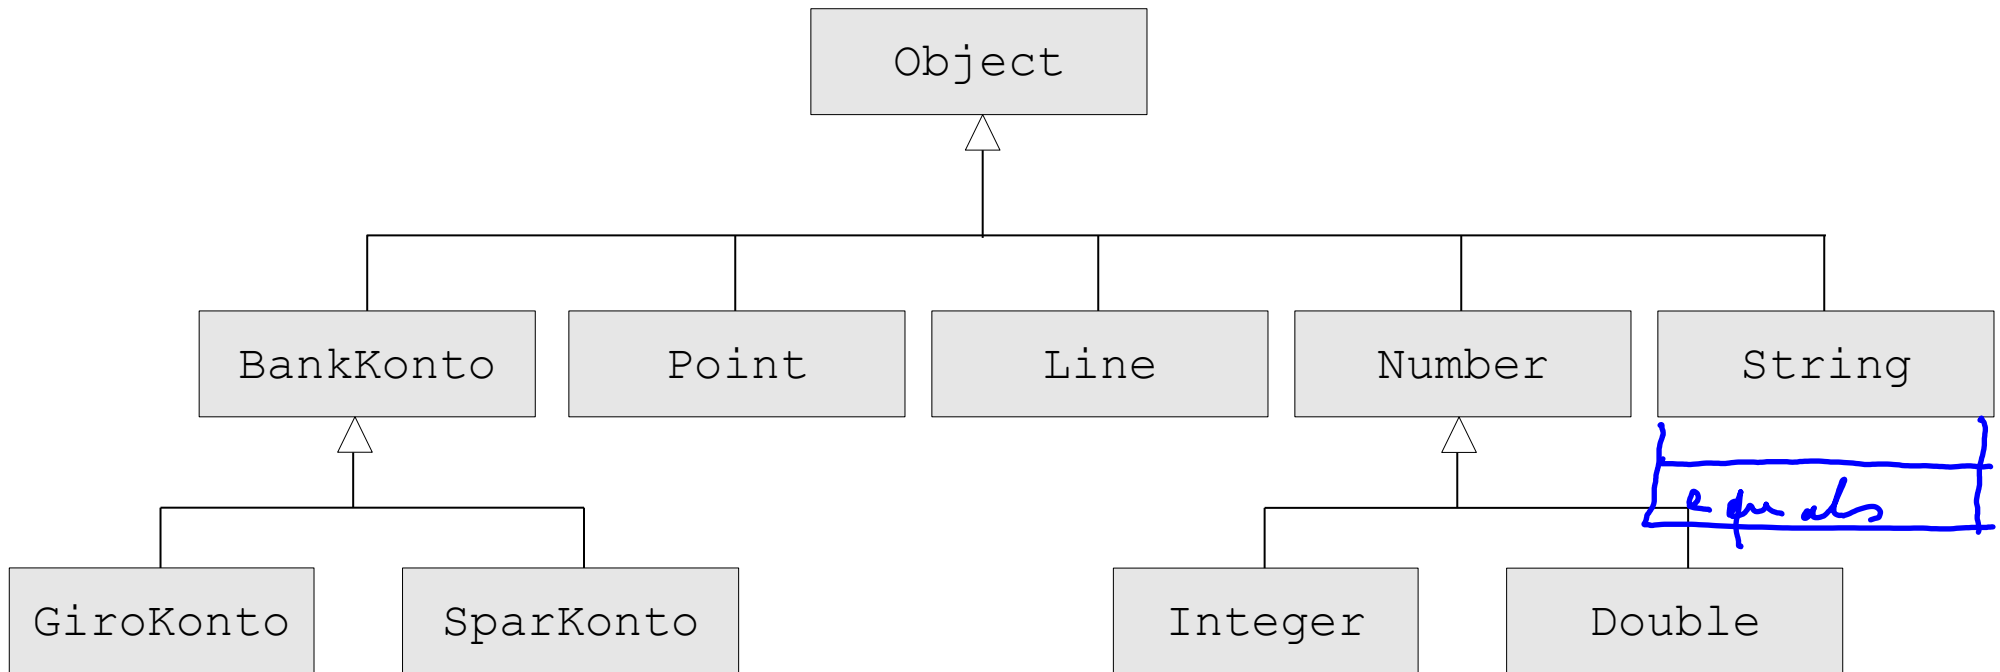 Object
BankKonto Point Line Number String
equals
GiroKonto SparKonto Integer Double